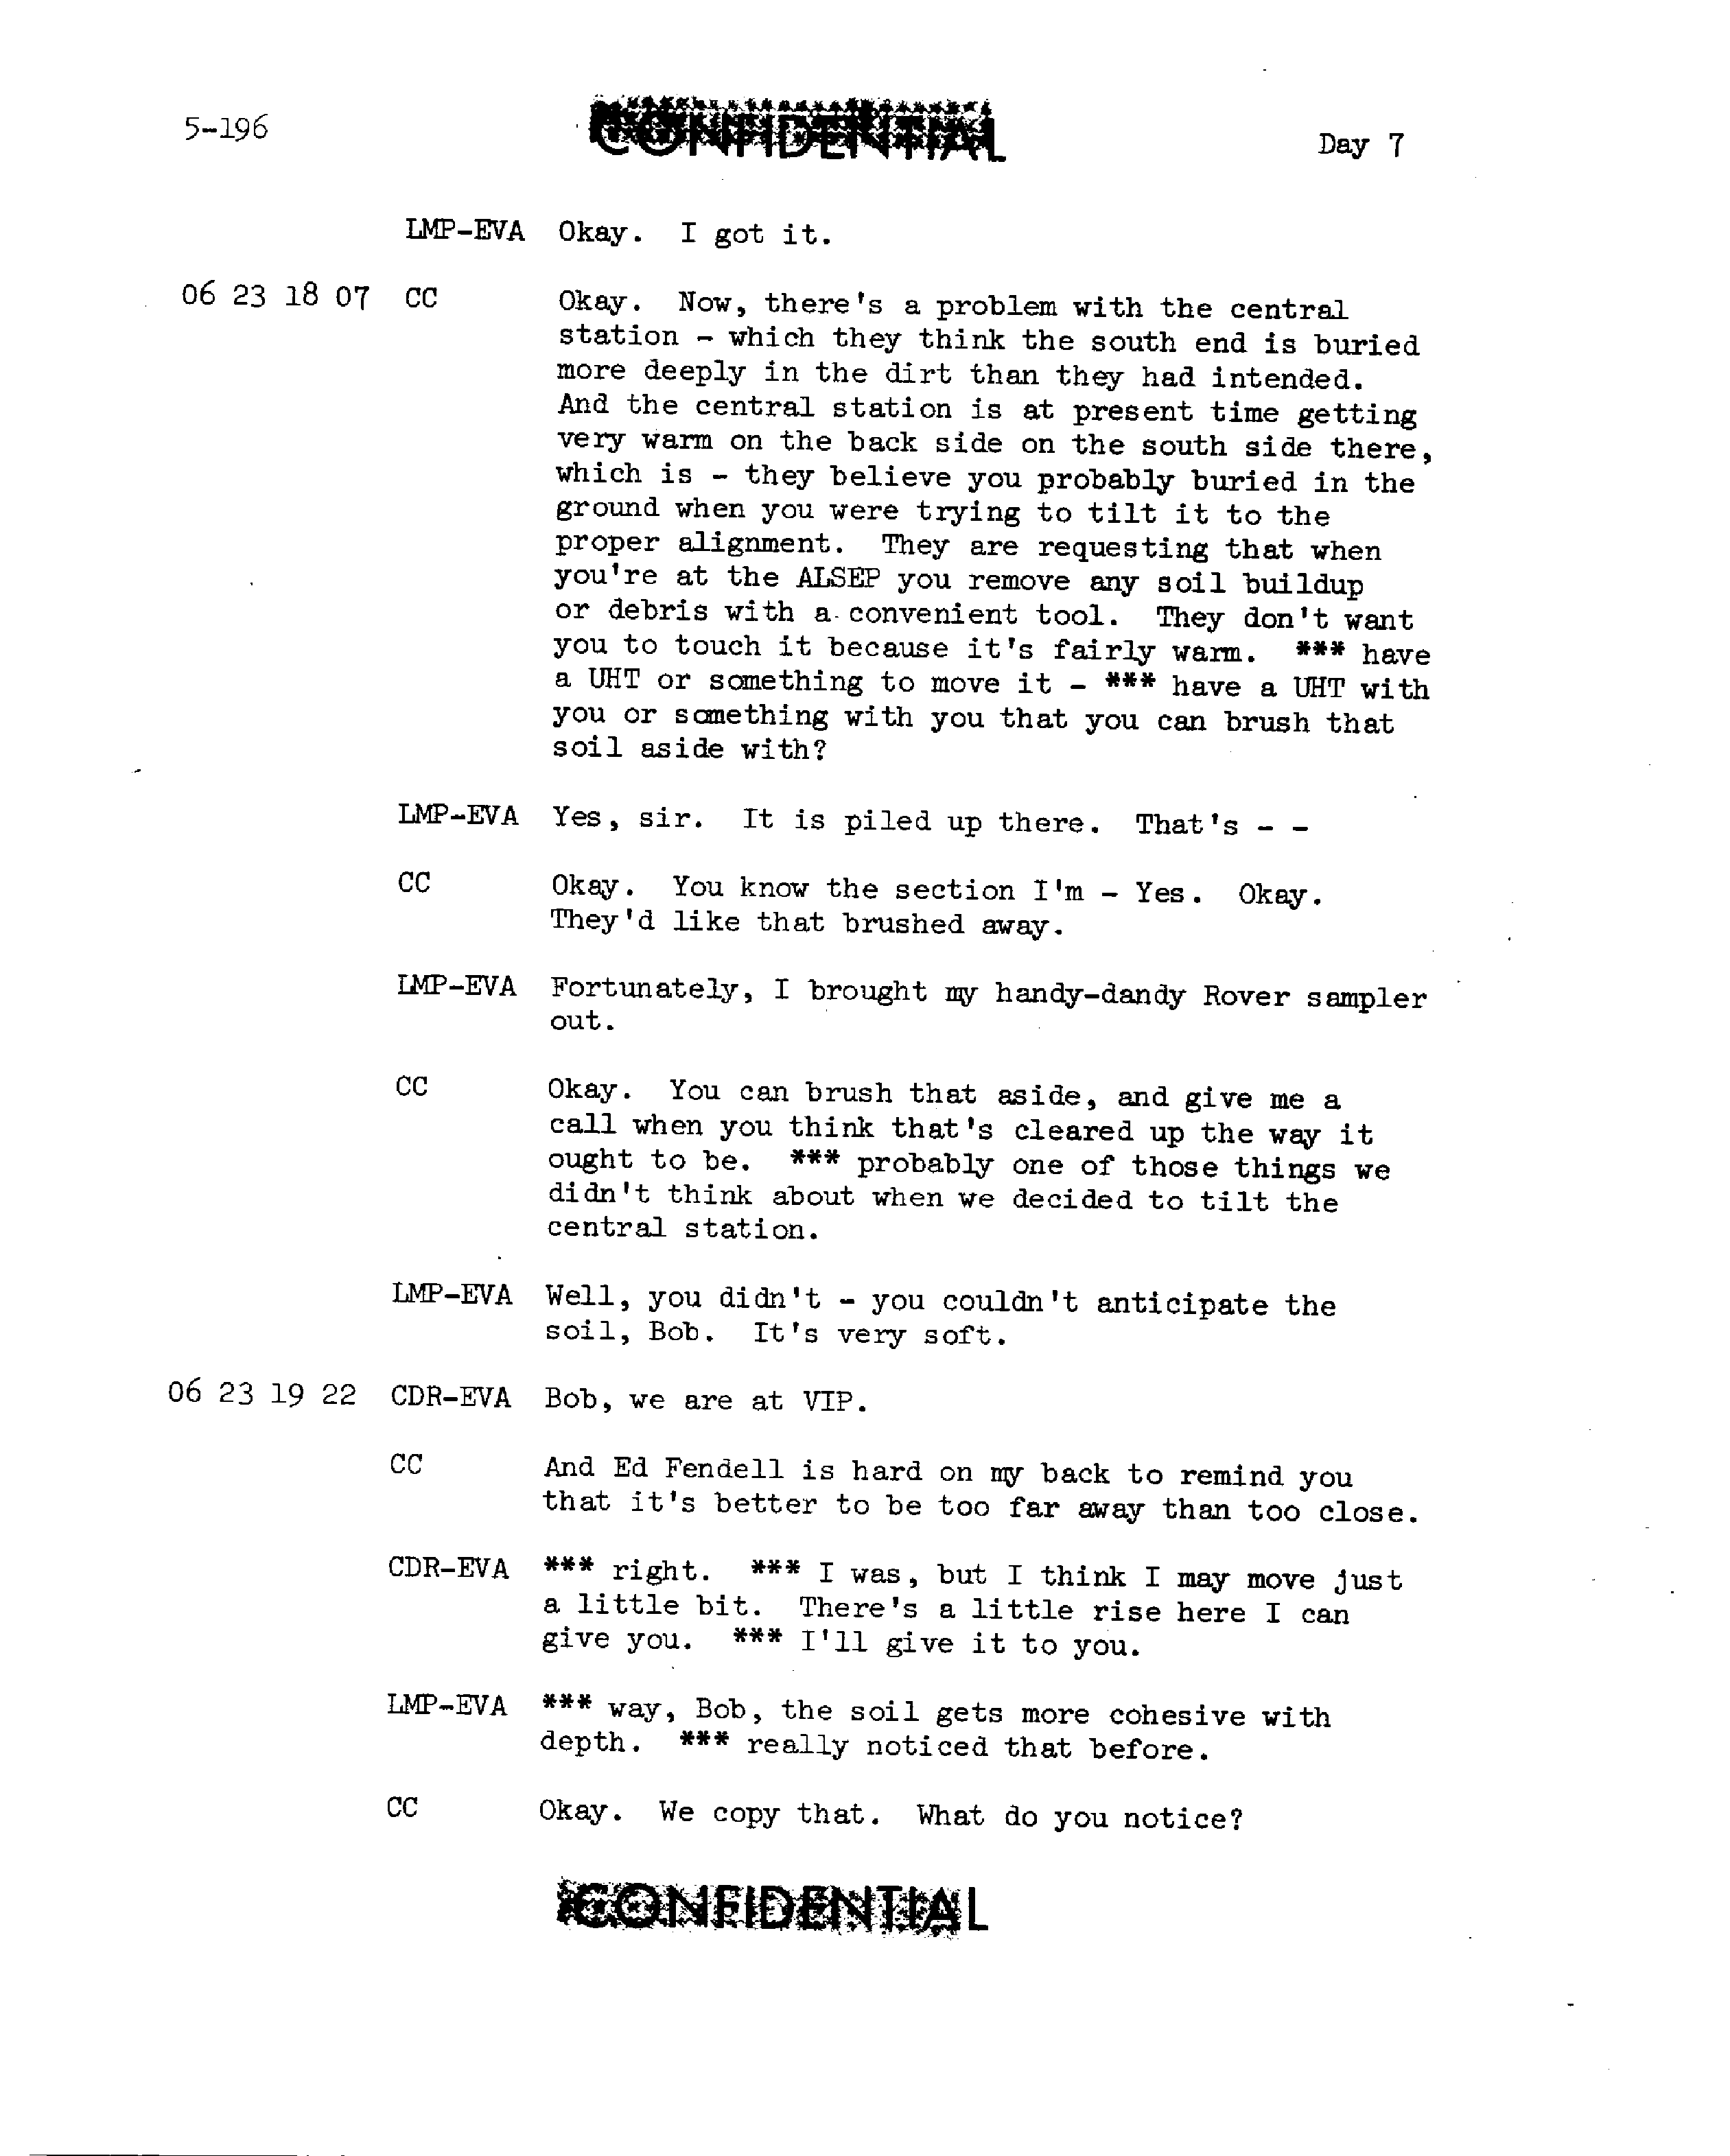 5-196
CONFIDENTIAL
Day 7
LMP-EVA Okay. I got it.
06 23 18 07 CC Okay. Now, there's a problem with the central
station - which they think the south end is buried
more deeply in the dirt than they had intended.
And the central station is at present time getting
very warm on the back side on the south side there,
which is - they believe you probably buried in the
ground when you were trying to tilt it to the
proper alignment. They are requesting that when
you're at the ALSEP you remove any soil buildup
or debris with a convenient tool. They don't want
you to touch it because it's fairly warm. *** have
a UHT or something to move it - *** have a UHT with
you or something with you that you can brush that
soil aside with?
LMP-EVA Yes, sir. It is piled up there. That's - -
CC Okay. You know the section I'm - Yes. Okay.
They'd like that brushed away.
LMP-EVA Fortunately, I brought my handy-dandy Rover sampler
out.
CC Okay. You can brush that aside, and give me a
call when you think that's cleared up the way it
ought to be. *** probably one of those things we
didn't think about when we decided to tilt the
central station.
LMP-EVA Well, you didn't - you couldn't anticipate the
soil, Bob. It's very soft.
06 23 19 22 CDR-EVA Bob, we are at VIP.
CC And Ed Fendell is hard on my back to remind you
that it's better to be too far away than too close.
CDR-EVA *** right. *** I was, but I think I may move just
a little bit. There's a little rise here I can
give you. *** I'll give it to you.
LMP-EVA *** way, Bob, the soil gets more cohesive with
depth. *** really noticed that before.
CC Okay. We copy that. What do you notice?
CONFIDENTIAL